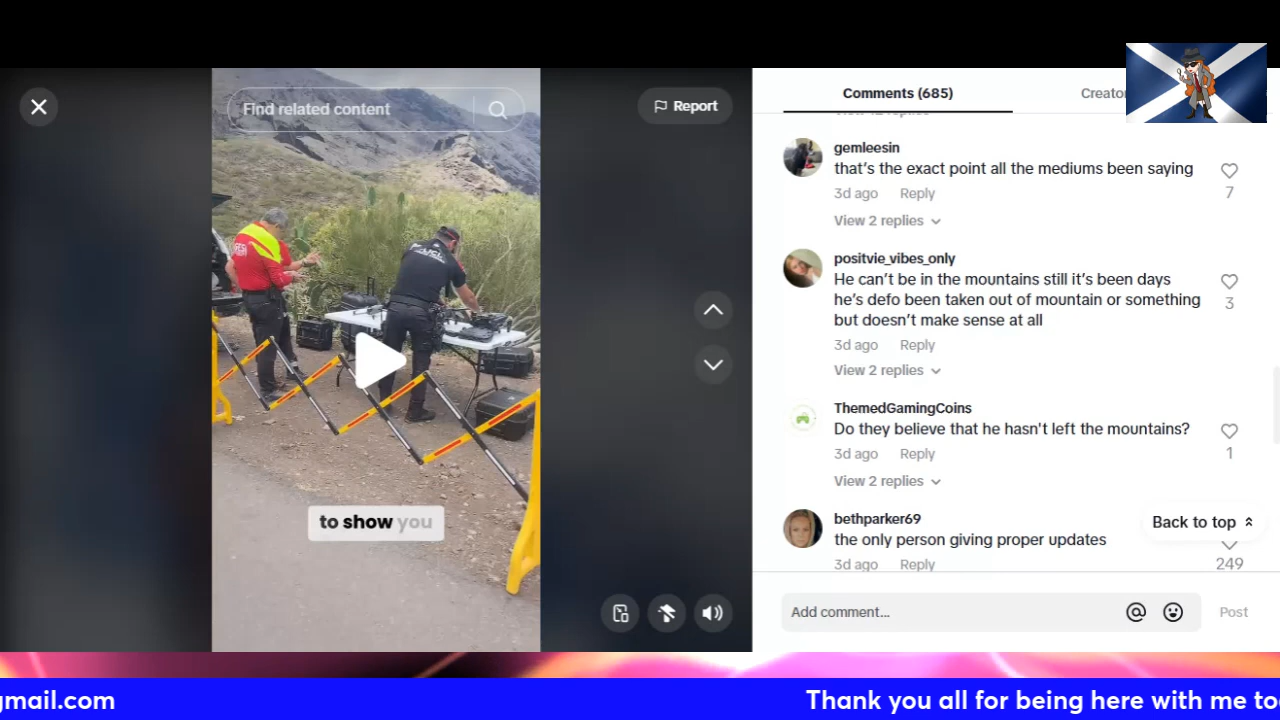 Find related content
Report
to show you
Comments (685)
Creator
gemleesin
that's the exact point all the mediums been saying
3d ago Reply
7
View 2 replies
positvie_vibes_only
He can't be in the mountains still it's been days
he's defo been taken out of mountain or something
but doesn't make sense at all
3d ago Reply
3
View 2 replies
ThemedGamingCoins
Do they believe that he hasn't left the mountains?
3d ago Reply
1
View 2 replies
bethparker69
the only person giving proper updates
3d ago Reply
249
Back to top
Add comment...
Post
gmail.com
Thank you all for being here with me to